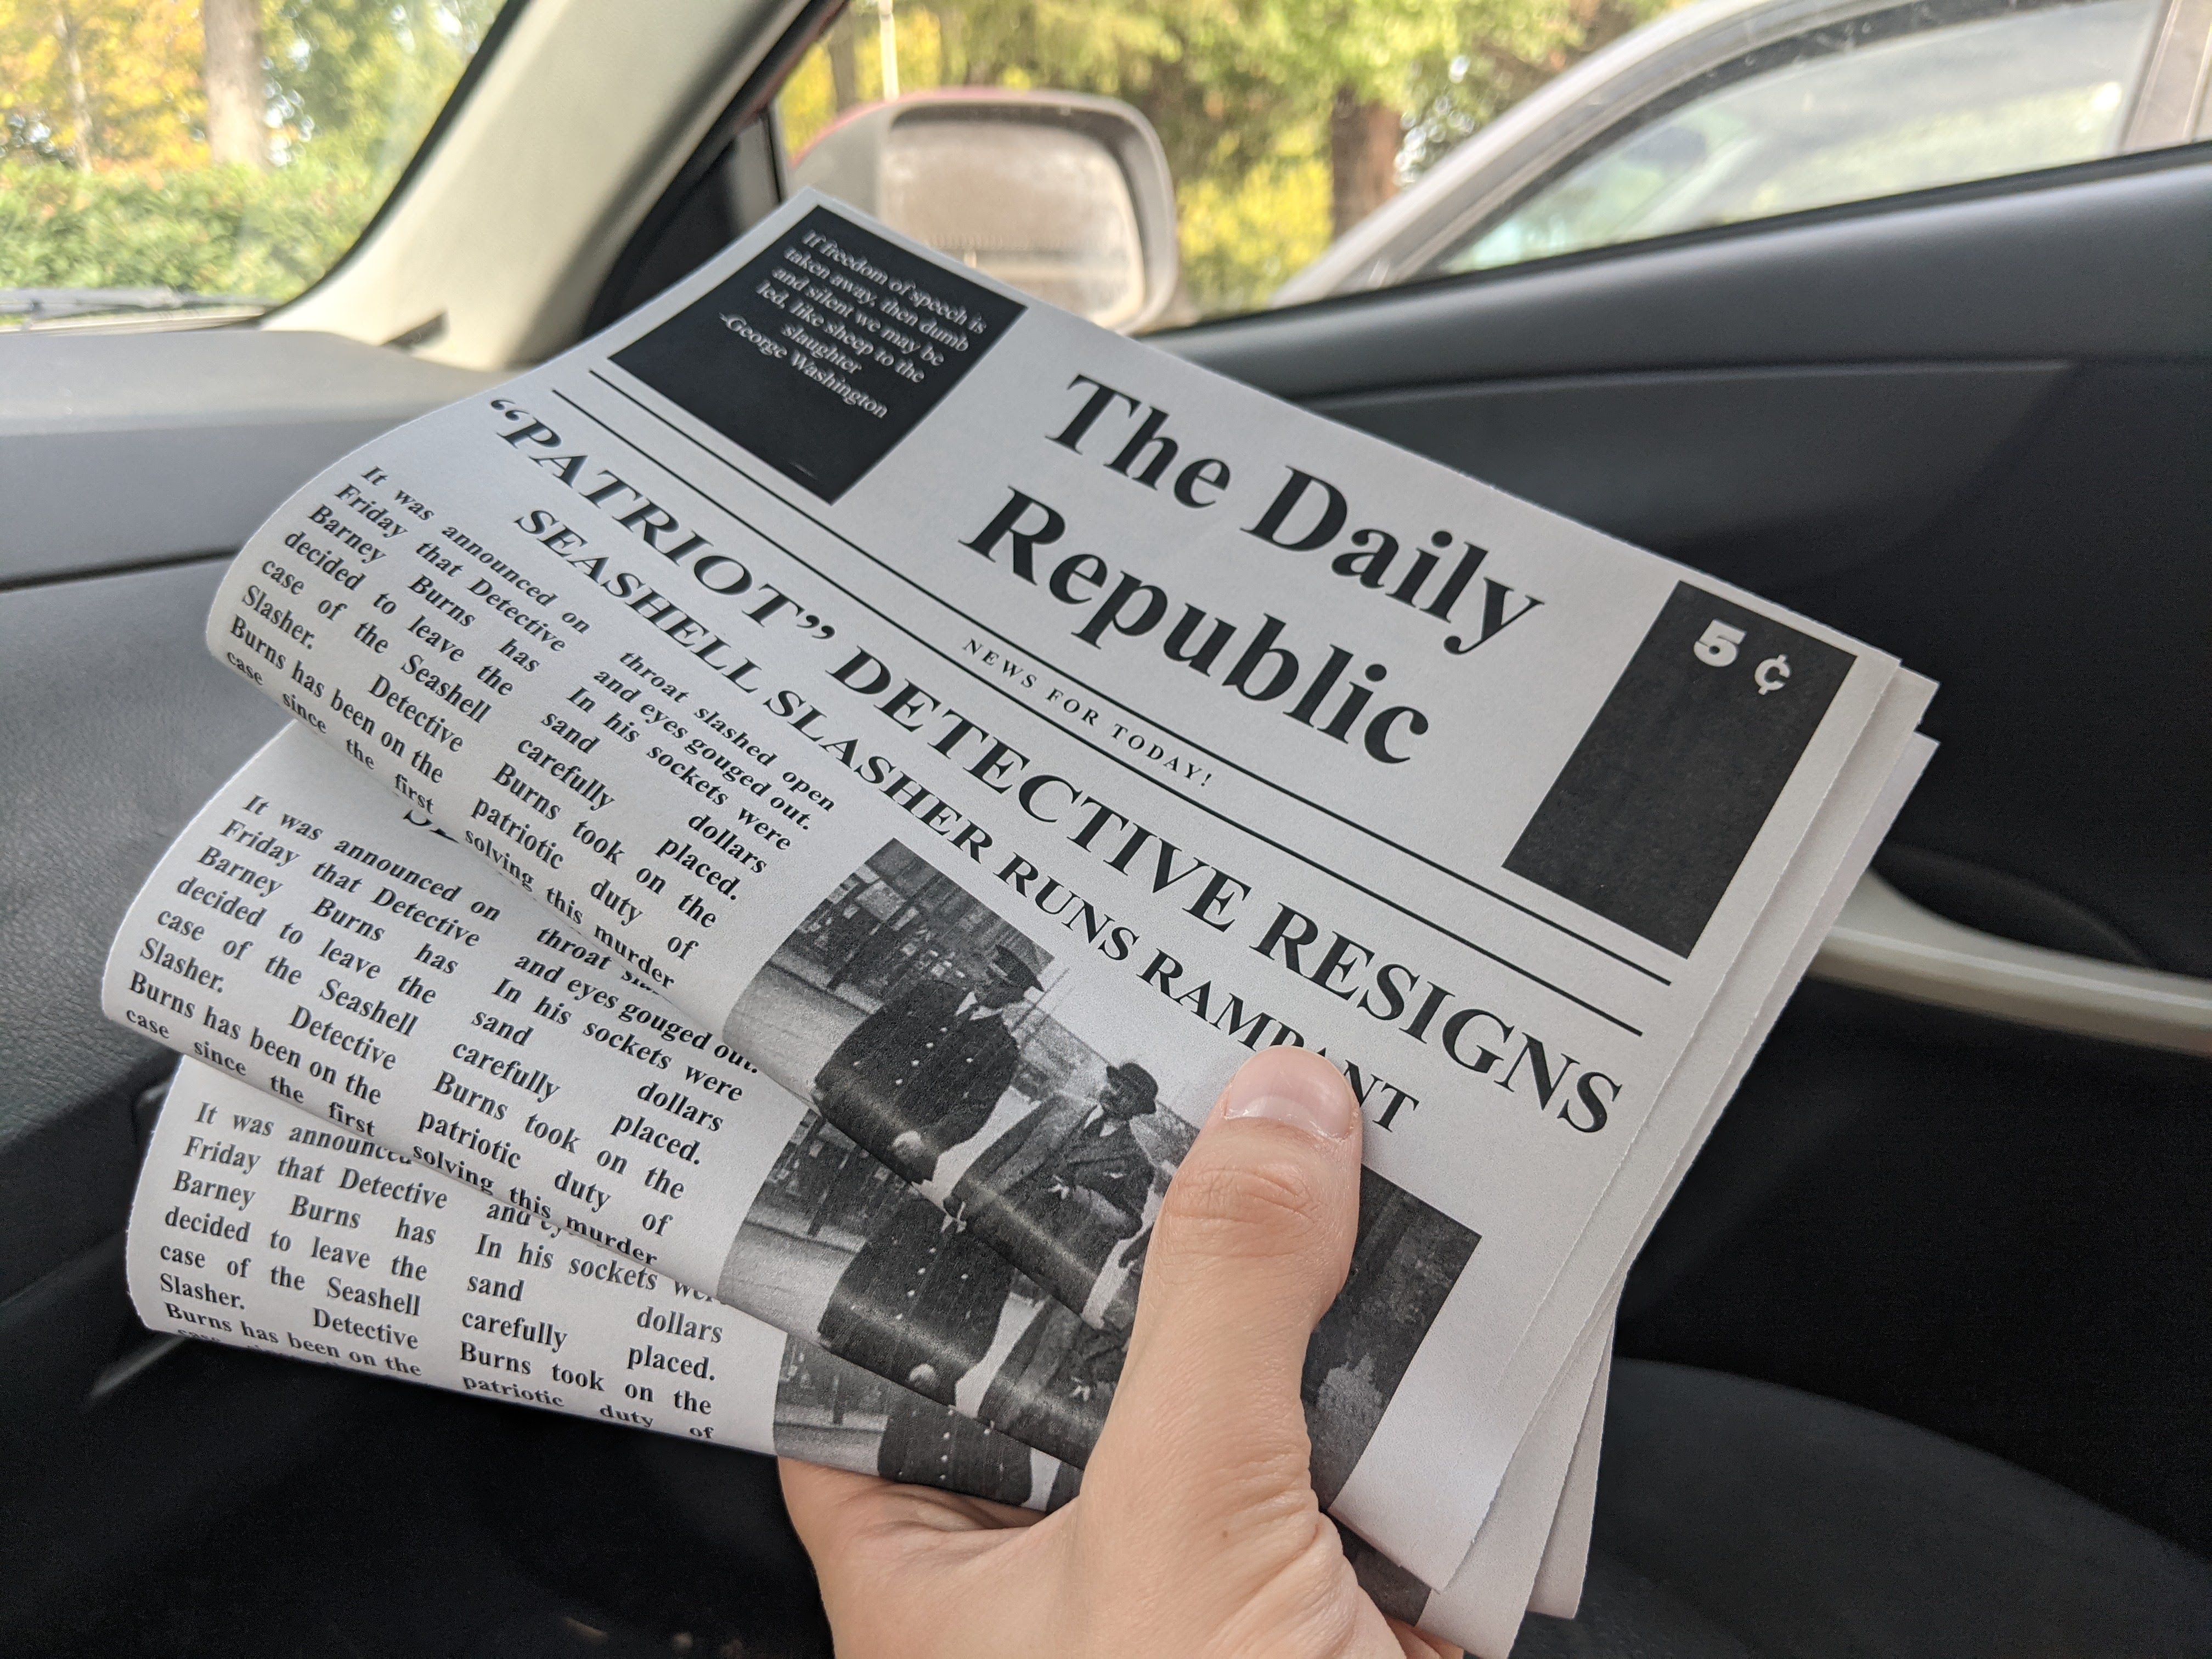 If freedom of speech is
taken away, then dumb
and silent we may be
led, like sheep to the
slaughter
-George Washington
The Daily
Republic
5 ¢
NEWS FOR TODAY!
“PATRIOT” DETECTIVE RESIGNS
SEASHELL SLASHER RUNS RAMPANT
It was announced on
Friday that Detective
Barney Burns has
decided to leave the
case of the Seashell
Slasher. Detective
Burns has been on the
case since the first
throat slashed open
and eyes gouged out.
In his sockets were
sand dollars
carefully placed.
Burns took on the
patriotic duty of
solving this murder
It was announced on
Friday that Detective
Barney Burns has
decided to leave the
case of the Seashell
Slasher. Detective
Burns has been on the
case since the first
throat
and eyes gouged out.
In his sockets were
sand dollars
carefully placed.
Burns took on the
patriotic duty of
solving this murder
It was announced
Friday that Detective
Barney Burns has
decided to leave the
case of the Seashell
Slasher. Detective
Burns has been on the
and
In his sockets were
sand dollars
carefully placed.
Burns took on the
patriotic duty of